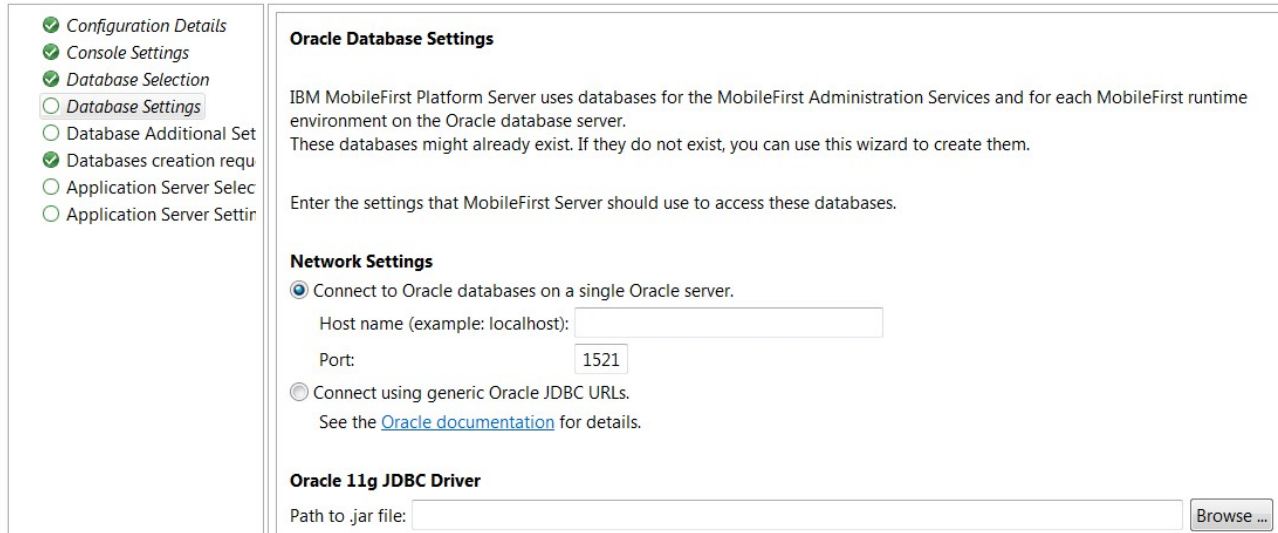 Configuration Details
Console Settings
Database Selection
Database Settings
Database Additional Set
Databases creation requ
Application Server Selec
Application Server Settin
Oracle Database Settings
IBM MobileFirst Platform Server uses databases for the MobileFirst Administration Services and for each MobileFirst runtime
environment on the Oracle database server.
These databases might already exist. If they do not exist, you can use this wizard to create them.
Enter the settings that MobileFirst Server should use to access these databases.
Network Settings
Connect to Oracle databases on a single Oracle server.
Host name (example: localhost):
Port: 1521
Connect using generic Oracle JDBC URLs.
See the Oracle documentation for details.
Oracle 11g JDBC Driver
Path to .jar file: Browse ...